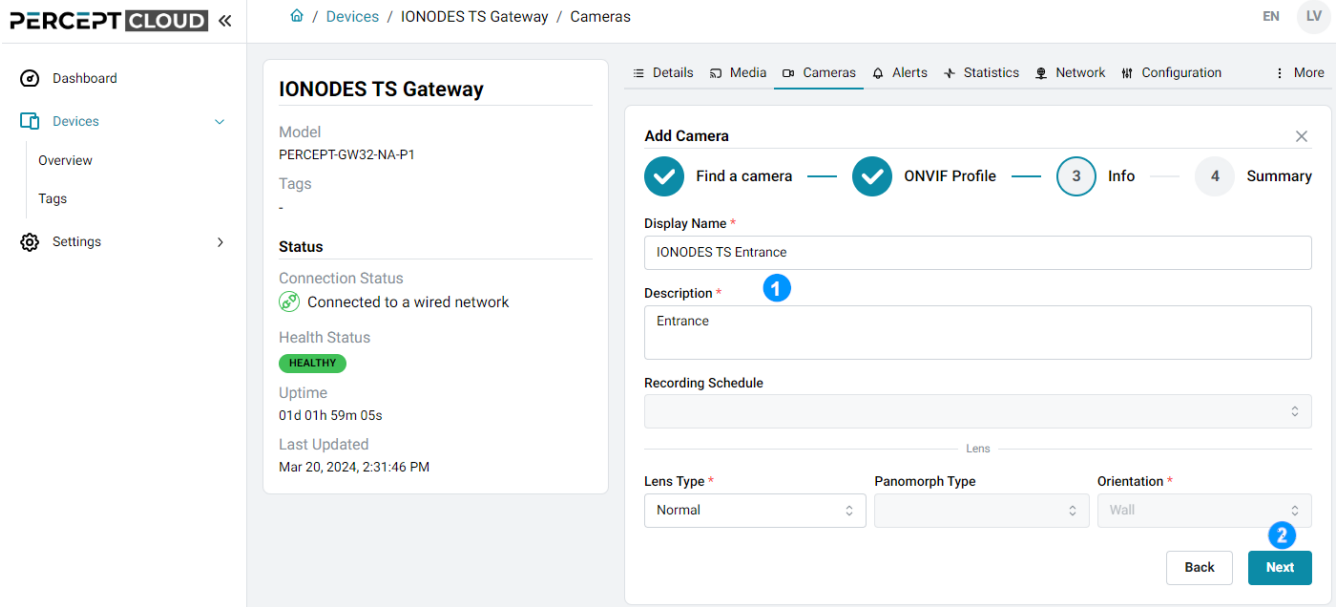 PERCEPT CLOUD «
/ Devices / IONODES TS Gateway / Cameras
EN LV
Dashboard
Devices
Overview
Tags
Settings
IONODES TS Gateway
Model
PERCEPT-GW32-NA-P1
Tags
-
Status
Connection Status
Connected to a wired network
Health Status
HEALTHY
Uptime
01d 01h 59m 05s
Last Updated
Mar 20, 2024, 2:31:46 PM
Details Media Cameras Alerts Statistics Network Configuration More
Add Camera
Find a camera ONVIF Profile 3 Info 4 Summary
Display Name *
IONODES TS Entrance
1
Description *
Entrance
Recording Schedule
Lens
Lens Type * Panomorph Type Orientation *
Normal Wall
2
Back Next